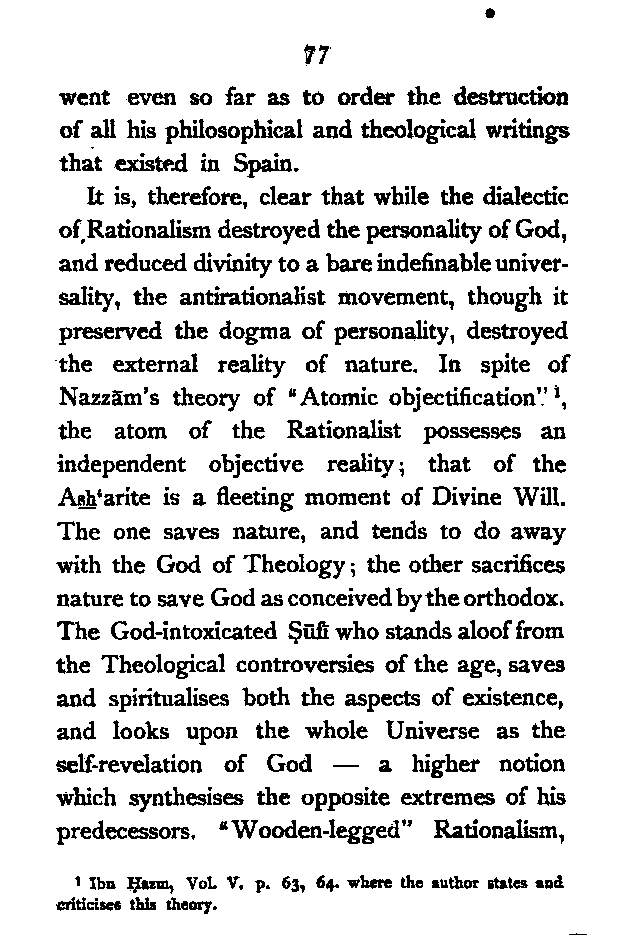 77
went even so far as to order the destruction
of all his philosophical and theological writings
that existed in Spain.
It is, therefore, clear that while the dialectic
of Rationalism destroyed the personality of God,
and reduced divinity to a bare indefinable univer-
sality, the antirationalist movement, though it
preserved the dogma of personality, destroyed
the external reality of nature. In spite of
Nazzām's theory of "Atomic objectification" ¹,
the atom of the Rationalist possesses an
independent objective reality; that of the
Ash‘arite is a fleeting moment of Divine Will.
The one saves nature, and tends to do away
with the God of Theology; the other sacrifices
nature to save God as conceived by the orthodox.
The God-intoxicated Ṣūfī who stands aloof from
the Theological controversies of the age, saves
and spiritualises both the aspects of existence,
and looks upon the whole Universe as the
self-revelation of God — a higher notion
which synthesises the opposite extremes of his
predecessors. "Wooden-legged" Rationalism,
¹ Ibn Ḥazm, Vol. V. p. 63, 64. where the author states and
criticises this theory.